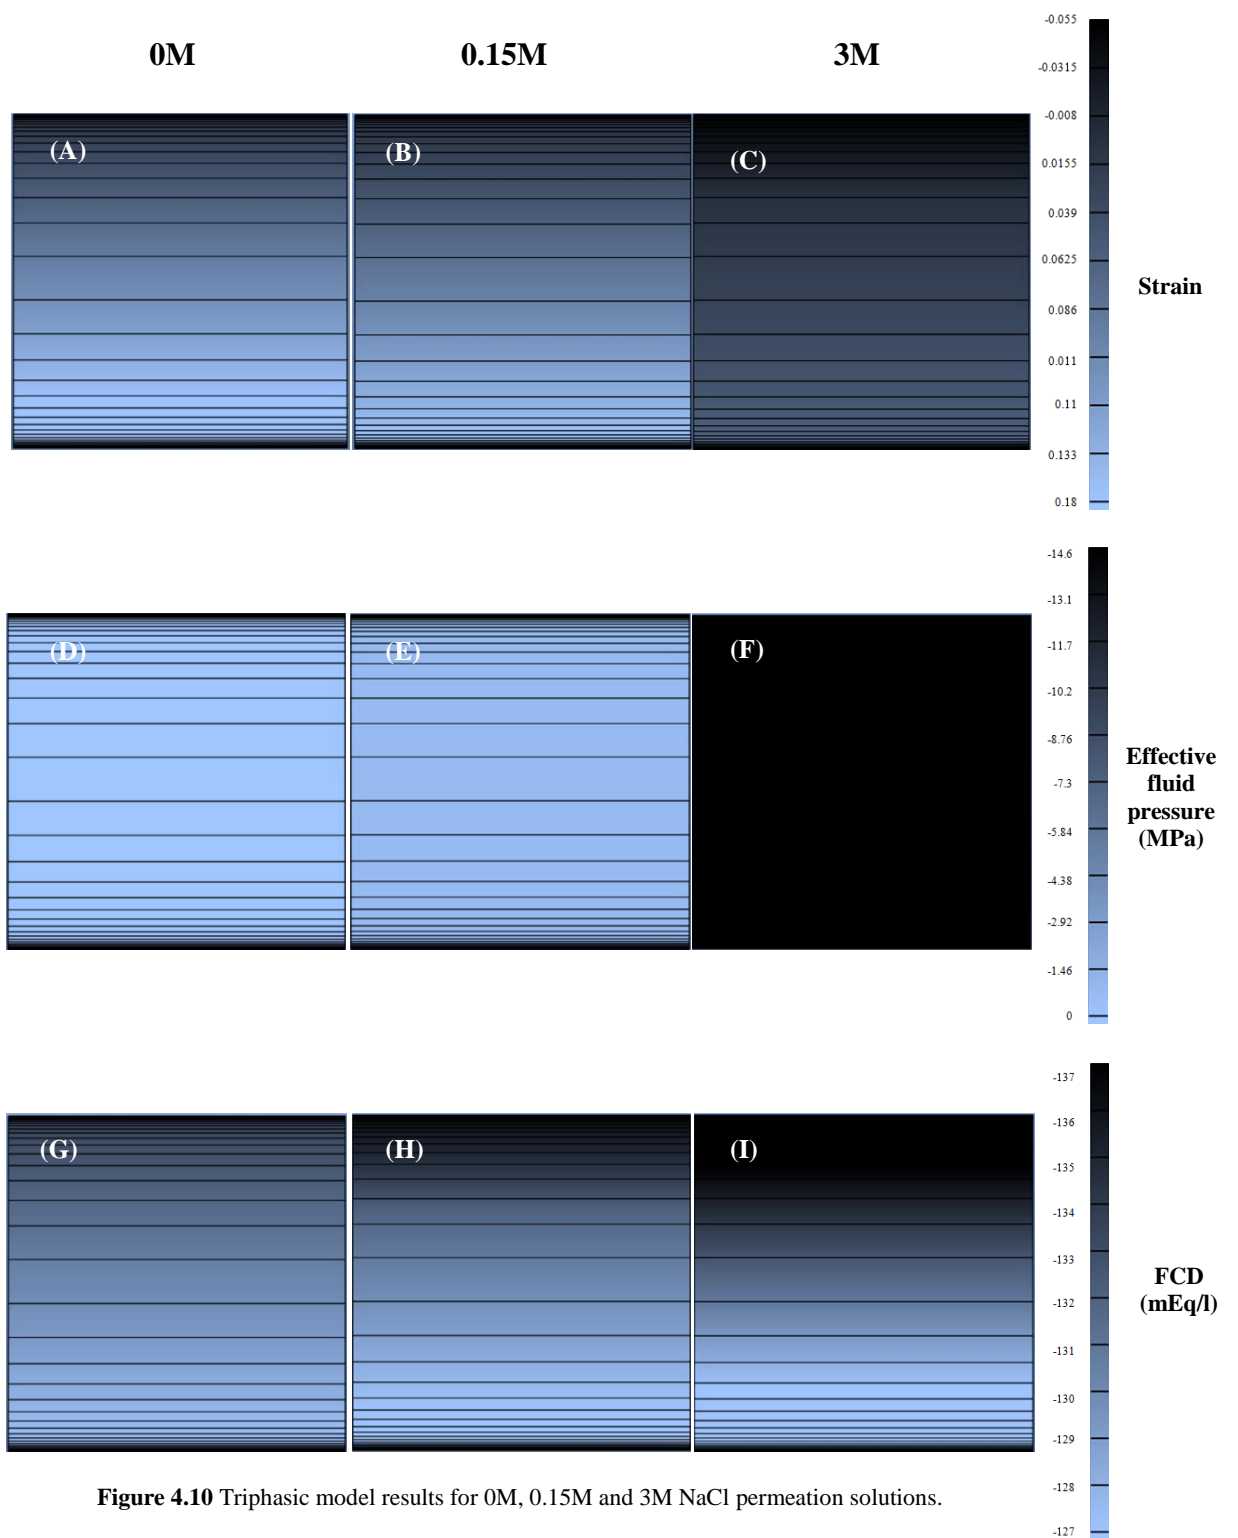 0M 0.15M 3M
(A) (B) (C)
-0.055
-0.0315
-0.008
0.0155
0.039
0.0625
0.086
0.011
0.11
0.133
0.18
Strain
(D) (E) (F)
-14.6
-13.1
-11.7
-10.2
-8.76
-7.3
-5.84
-4.38
-2.92
-1.46
0
Effective
fluid
pressure
(MPa)
(G) (H) (I)
-137
-136
-135
-134
-133
-132
-131
-130
-129
-128
-127
FCD
(mEq/l)
Figure 4.10 Triphasic model results for 0M, 0.15M and 3M NaCl permeation solutions.